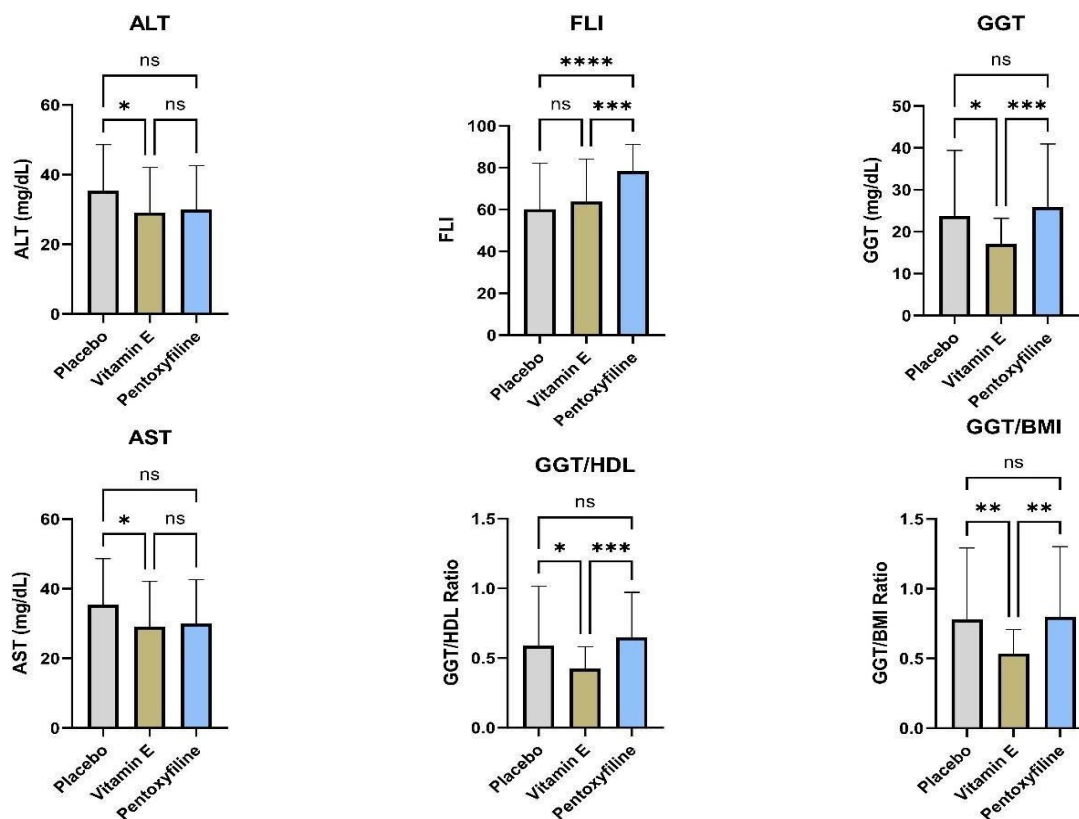 ALT
ns
* ns
60
40
20
0
ALT (mg/dL)
Placebo
Vitamin E
Pentoxyfiline
FLI
****
ns ***
100
80
60
40
20
0
FLI
Placebo
Vitamin E
Pentoxyfiline
GGT
ns
* ***
50
40
30
20
10
0
GGT (mg/dL)
Placebo
Vitamin E
Pentoxyfiline
AST
ns
* ns
60
40
20
0
AST (mg/dL)
Placebo
Vitamin E
Pentoxyfiline
GGT/HDL
ns
* ***
1.5
1.0
0.5
0.0
GGT/HDL Ratio
Placebo
Vitamin E
Pentoxyfiline
GGT/BMI
ns
** **
1.5
1.0
0.5
0.0
GGT/BMI Ratio
Placebo
Vitamin E
Pentoxyfiline